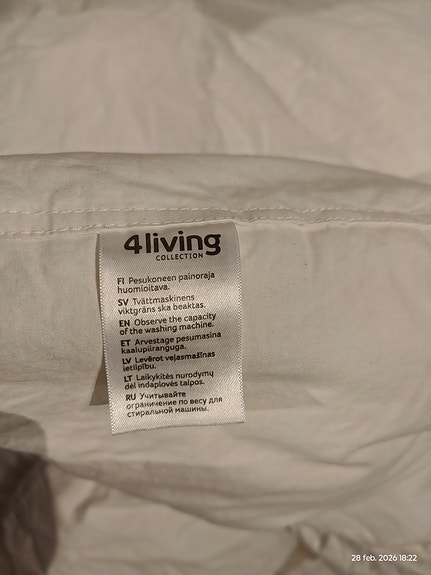 4living
COLLECTION
FI Pesukoneen painoraja
huomioitava.
SV Tvättmaskinens
viktgräns ska beaktas.
EN Observe the capacity
of the washing machine.
ET Arvestage pesumasina
kaalupiiranguga.
LV Levērot veļasmašīnas
ietilpību.
LT Laikykitės nurodymų
dėl indaplovės talpos.
RU Учитывайте
ограничение по весу для
стиральной машины.
28 feb. 2026 18:22